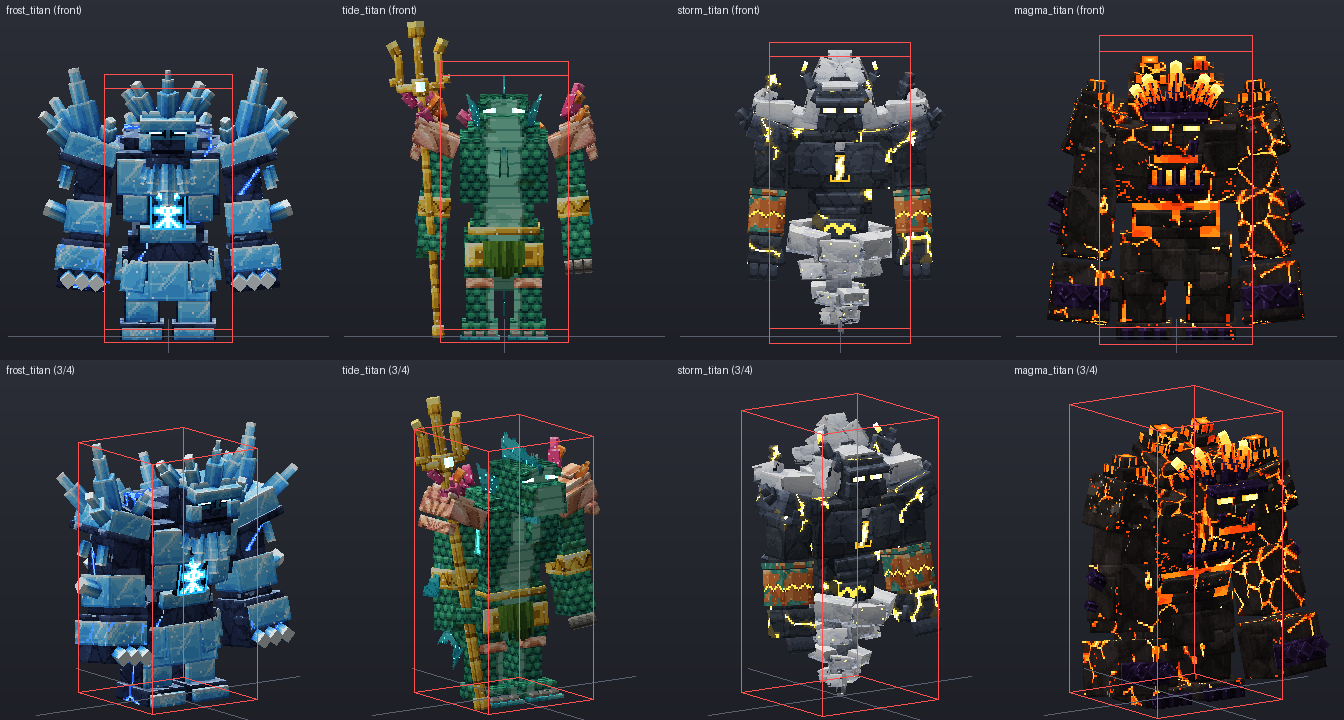 frost_titan (front)
tide_titan (front)
storm_titan (front)
magma_titan (front)
frost_titan (3/4)
tide_titan (3/4)
storm_titan (3/4)
magma_titan (3/4)